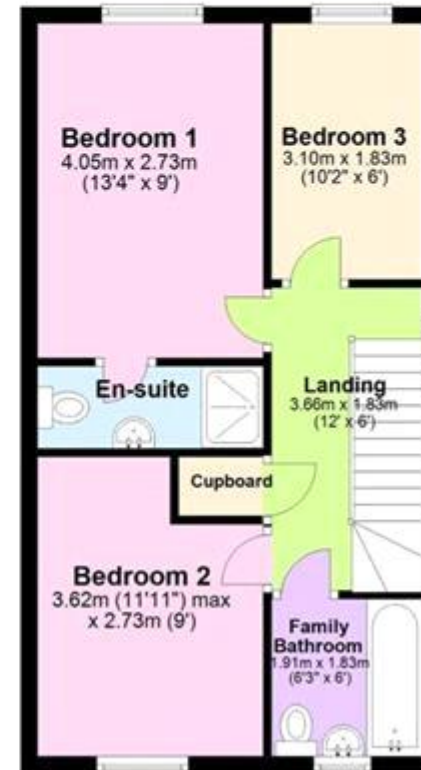 Bedroom 1
4.05m x 2.73m
(13'4" x 9')
Bedroom 3
3.10m x 1.83m
(10'2" x 6')
En-suite
Landing
3.66m x 1.83m
(12' x 6')
Cupboard
Bedroom 2
3.62m (11'11") max
x 2.73m (9')
Family
Bathroom
1.91m x 1.83m
(6'3" x 6')